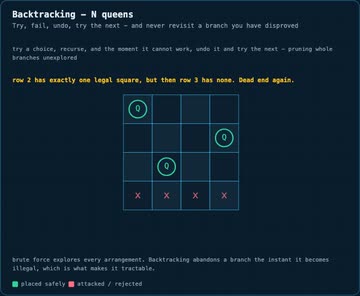 Backtracking — N queens
Try, fail, undo, try the next — and never revisit a branch you have disproved
try a choice, recurse, and the moment it cannot work, undo it and try the next — pruning whole
branches unexplored
row 2 has exactly one legal square, but then row 3 has none. Dead end again.
Q
Q
Q
x x x x
brute force explores every arrangement. Backtracking abandons a branch the instant it becomes
illegal, which is what makes it tractable.
placed safely attacked / rejected